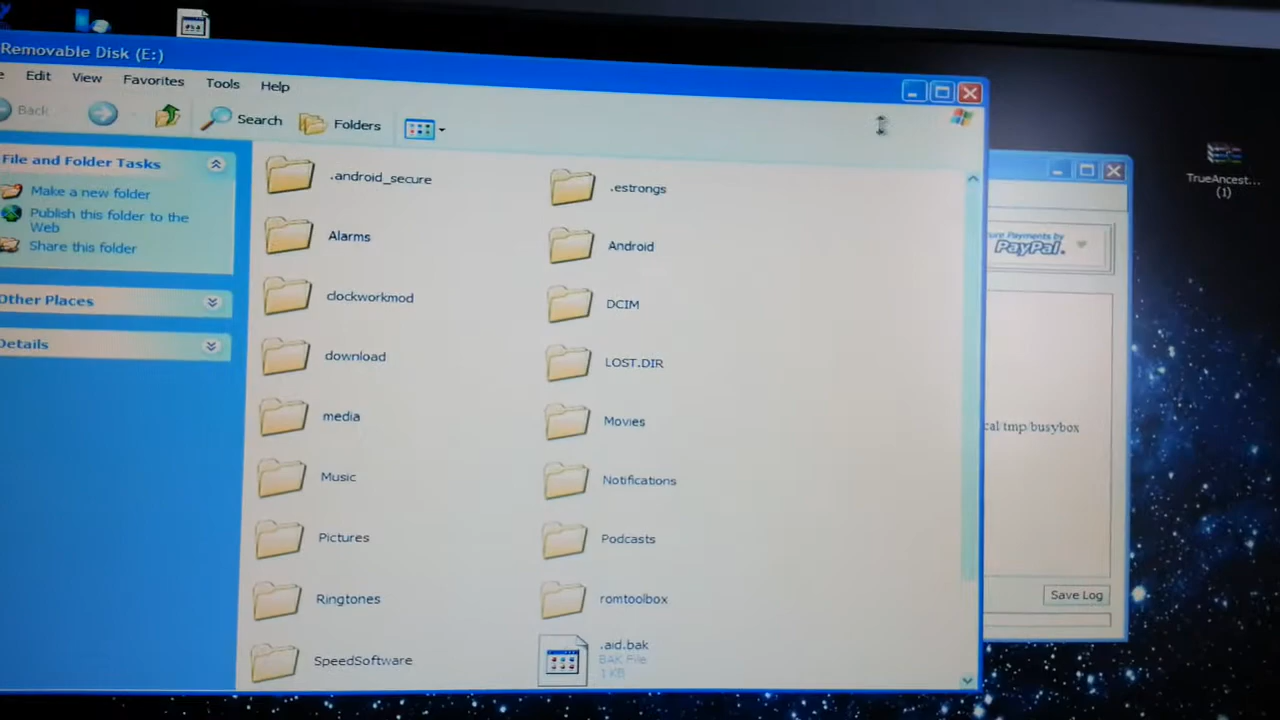 Removable Disk (E:)
Edit View Favorites Tools Help
Back Search Folders
File and Folder Tasks
Make a new folder
Publish this folder to the
Web
Share this folder
Other Places
Details
.android_secure
.estrongs
Alarms
Android
clockworkmod
DCIM
download
LOST.DIR
media
Movies
Music
Notifications
Pictures
Podcasts
Ringtones
romtoolbox
SpeedSoftware
.aid.bak
BAK File
1 KB
Payments by
PayPal
cal/tmp/busybox
Save Log
TrueAncest...
(1)